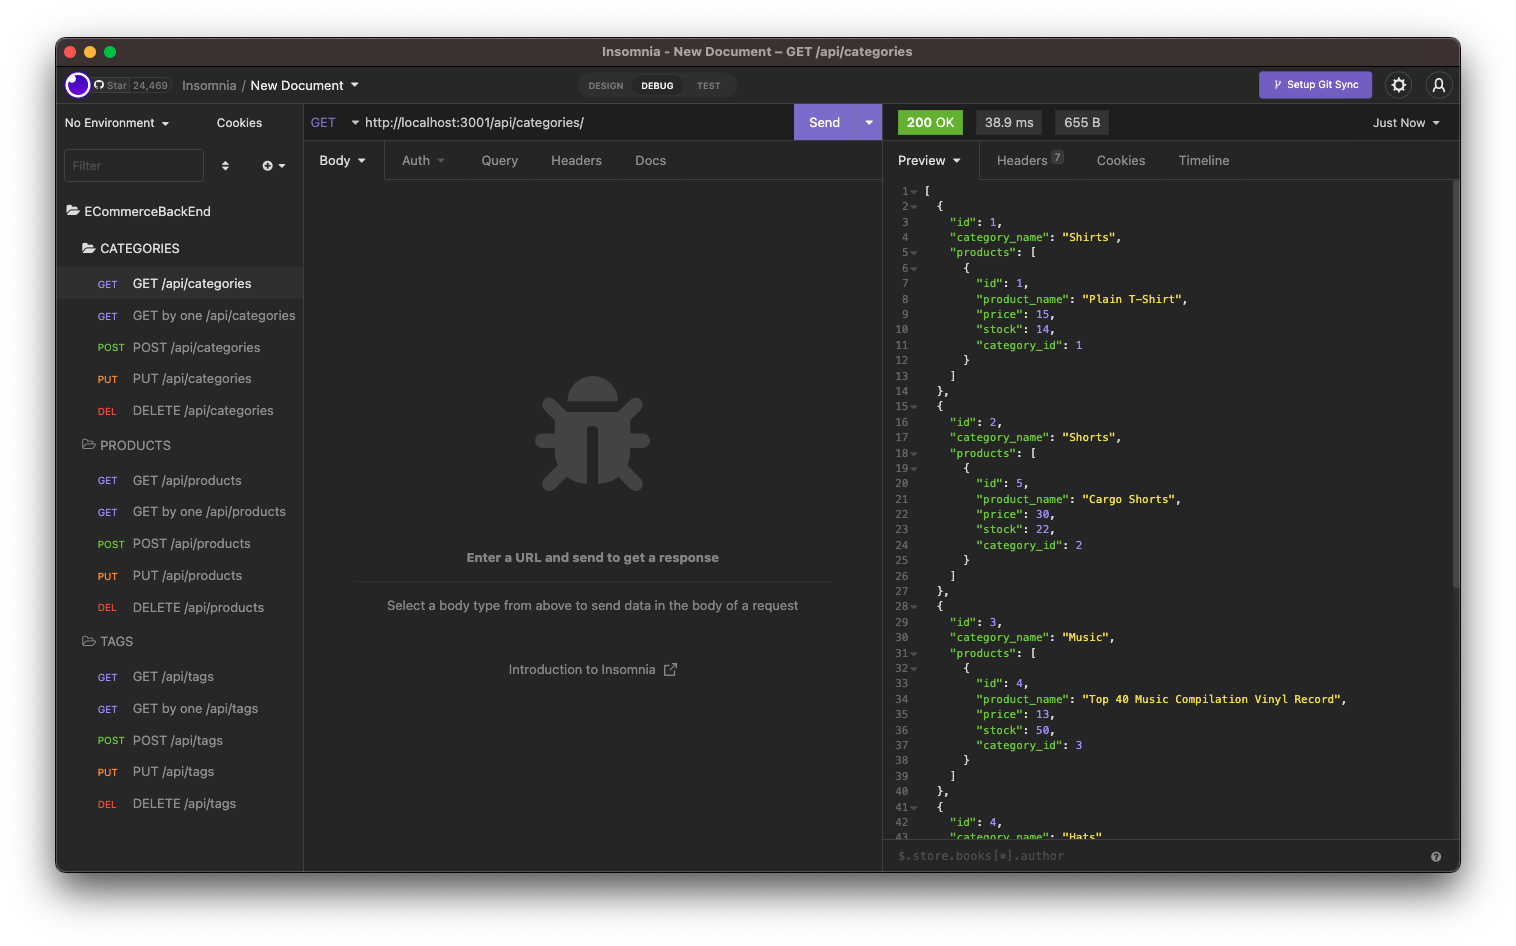 Insomnia - New Document – GET /api/categories
Star 24,469 Insomnia / New Document
DESIGN DEBUG TEST
Setup Git Sync
No Environment Cookies
Filter
ECommerceBackEnd
CATEGORIES
GET GET /api/categories
GET GET by one /api/categories
POST POST /api/categories
PUT PUT /api/categories
DEL DELETE /api/categories
PRODUCTS
GET GET /api/products
GET GET by one /api/products
POST POST /api/products
PUT PUT /api/products
DEL DELETE /api/products
TAGS
GET GET /api/tags
GET GET by one /api/tags
POST POST /api/tags
PUT PUT /api/tags
DEL DELETE /api/tags
GET http://localhost:3001/api/categories/ Send
Body Auth Query Headers Docs
Enter a URL and send to get a response
Select a body type from above to send data in the body of a request
Introduction to Insomnia
200 OK 38.9 ms 655 B Just Now
Preview Headers 7 Cookies Timeline
1 [
2 {
3 "id": 1,
4 "category_name": "Shirts",
5 "products": [
6 {
7 "id": 1,
8 "product_name": "Plain T-Shirt",
9 "price": 15,
10 "stock": 14,
11 "category_id": 1
12 }
13 ]
14 },
15 {
16 "id": 2,
17 "category_name": "Shorts",
18 "products": [
19 {
20 "id": 5,
21 "product_name": "Cargo Shorts",
22 "price": 30,
23 "stock": 22,
24 "category_id": 2
25 }
26 ]
27 },
28 {
29 "id": 3,
30 "category_name": "Music",
31 "products": [
32 {
33 "id": 4,
34 "product_name": "Top 40 Music Compilation Vinyl Record",
35 "price": 13,
36 "stock": 50,
37 "category_id": 3
38 }
39 ]
40 },
41 {
42 "id": 4,
43 "category_name": "Hats"
$.store.books[*].author